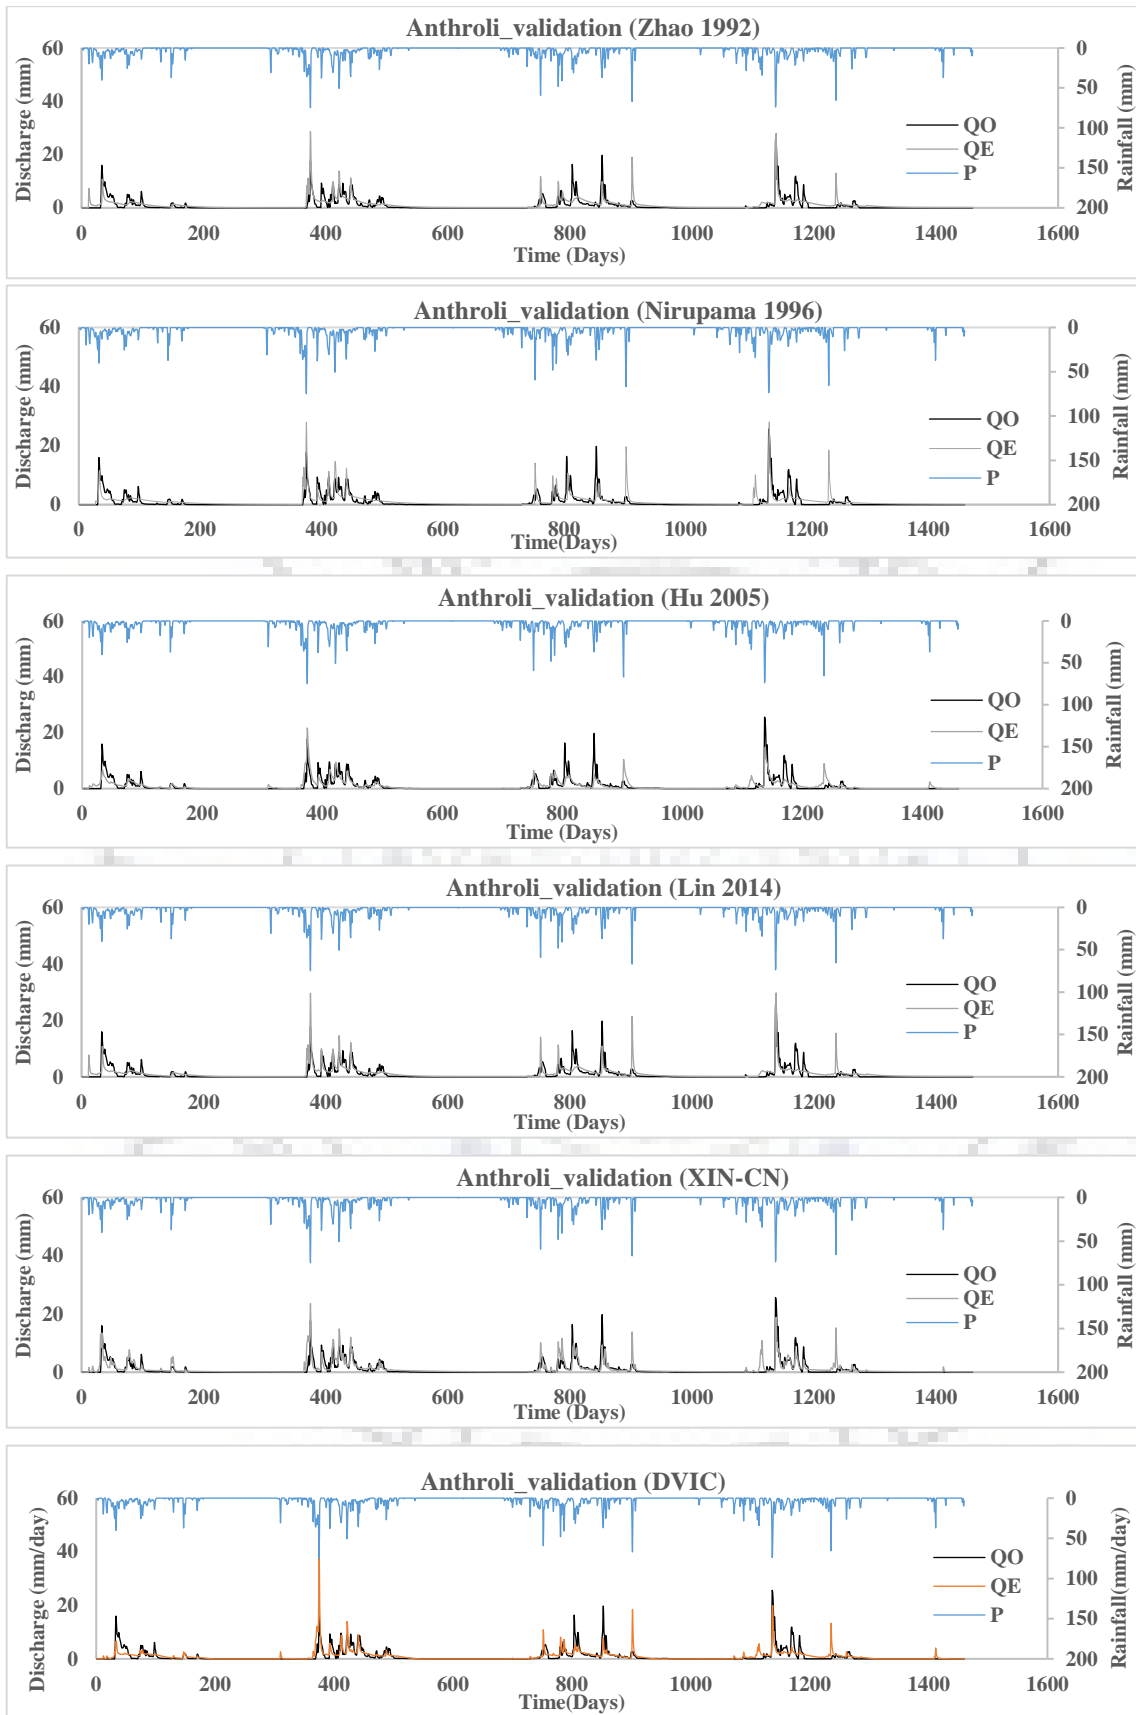 Anthroli_validation (Zhao 1992)
60 0
40 50
20 100
0 150
200
Discharge (mm)
Rainfall (mm)
QO
QE
P
0 200 400 600 800 1000 1200 1400 1600
Time (Days)
Anthroli_validation (Nirupama 1996)
60 0
40 50
20 100
0 150
200
Discharge (mm)
Rainfall (mm)
QO
QE
P
0 200 400 600 800 1000 1200 1400 1600
Time(Days)
Anthroli_validation (Hu 2005)
60 0
40 50
20 100
0 150
200
Discharg (mm)
Rainfall (mm)
QO
QE
P
0 200 400 600 800 1000 1200 1400 1600
Time (Days)
Anthroli_validation (Lin 2014)
60 0
40 50
20 100
0 150
200
Discharge (mm)
Rainfall (mm)
QO
QE
P
0 200 400 600 800 1000 1200 1400 1600
Time (Days)
Anthroli_validation (XIN-CN)
60 0
40 50
20 100
0 150
200
Discharge (mm)
Rainfall (mm)
QO
QE
P
0 200 400 600 800 1000 1200 1400 1600
Time (Days)
Anthroli_validation (DVIC)
60 0
40 50
20 100
0 150
200
Discharge (mm/day)
Rainfall(mm/day)
QO
QE
P
0 200 400 600 800 1000 1200 1400 1600
Time(Days)